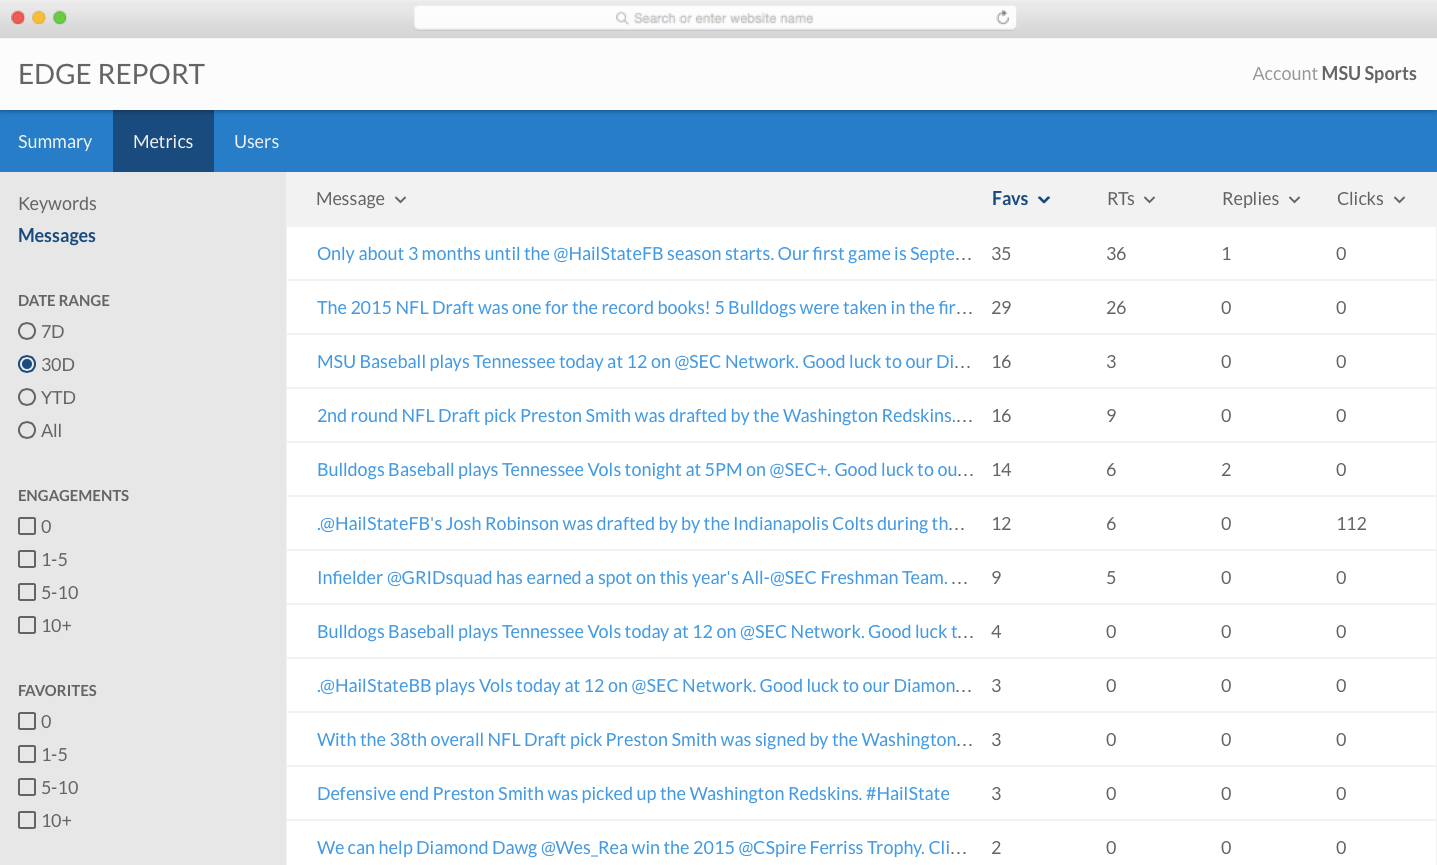 Search or enter website name
EDGE REPORT
Account MSU Sports
Summary Metrics Users
Keywords
Messages
DATE RANGE
7D
30D
YTD
All
ENGAGEMENTS
0
1-5
5-10
10+
FAVORITES
0
1-5
5-10
10+
Message Favs RTs Replies Clicks
Only about 3 months until the @HailStateFB season starts. Our first game is Septe... 35 36 1 0
The 2015 NFL Draft was one for the record books! 5 Bulldogs were taken in the fir... 29 26 0 0
MSU Baseball plays Tennessee today at 12 on @SEC Network. Good luck to our Di... 16 3 0 0
2nd round NFL Draft pick Preston Smith was drafted by the Washington Redskins.... 16 9 0 0
Bulldogs Baseball plays Tennessee Vols tonight at 5PM on @SEC+. Good luck to ou... 14 6 2 0
.@HailStateFB's Josh Robinson was drafted by by the Indianapolis Colts during th... 12 6 0 112
Infielder @GRIDsquad has earned a spot on this year's All-@SEC Freshman Team. ... 9 5 0 0
Bulldogs Baseball plays Tennessee Vols today at 12 on @SEC Network. Good luck t... 4 0 0 0
.@HailStateBB plays Vols today at 12 on @SEC Network. Good luck to our Diamon... 3 0 0 0
With the 38th overall NFL Draft pick Preston Smith was signed by the Washington... 3 0 0 0
Defensive end Preston Smith was picked up the Washington Redskins. #HailState 3 0 0 0
We can help Diamond Dawg @Wes_Rea win the 2015 @CSpire Ferriss Trophy. Cli... 2 0 0 0